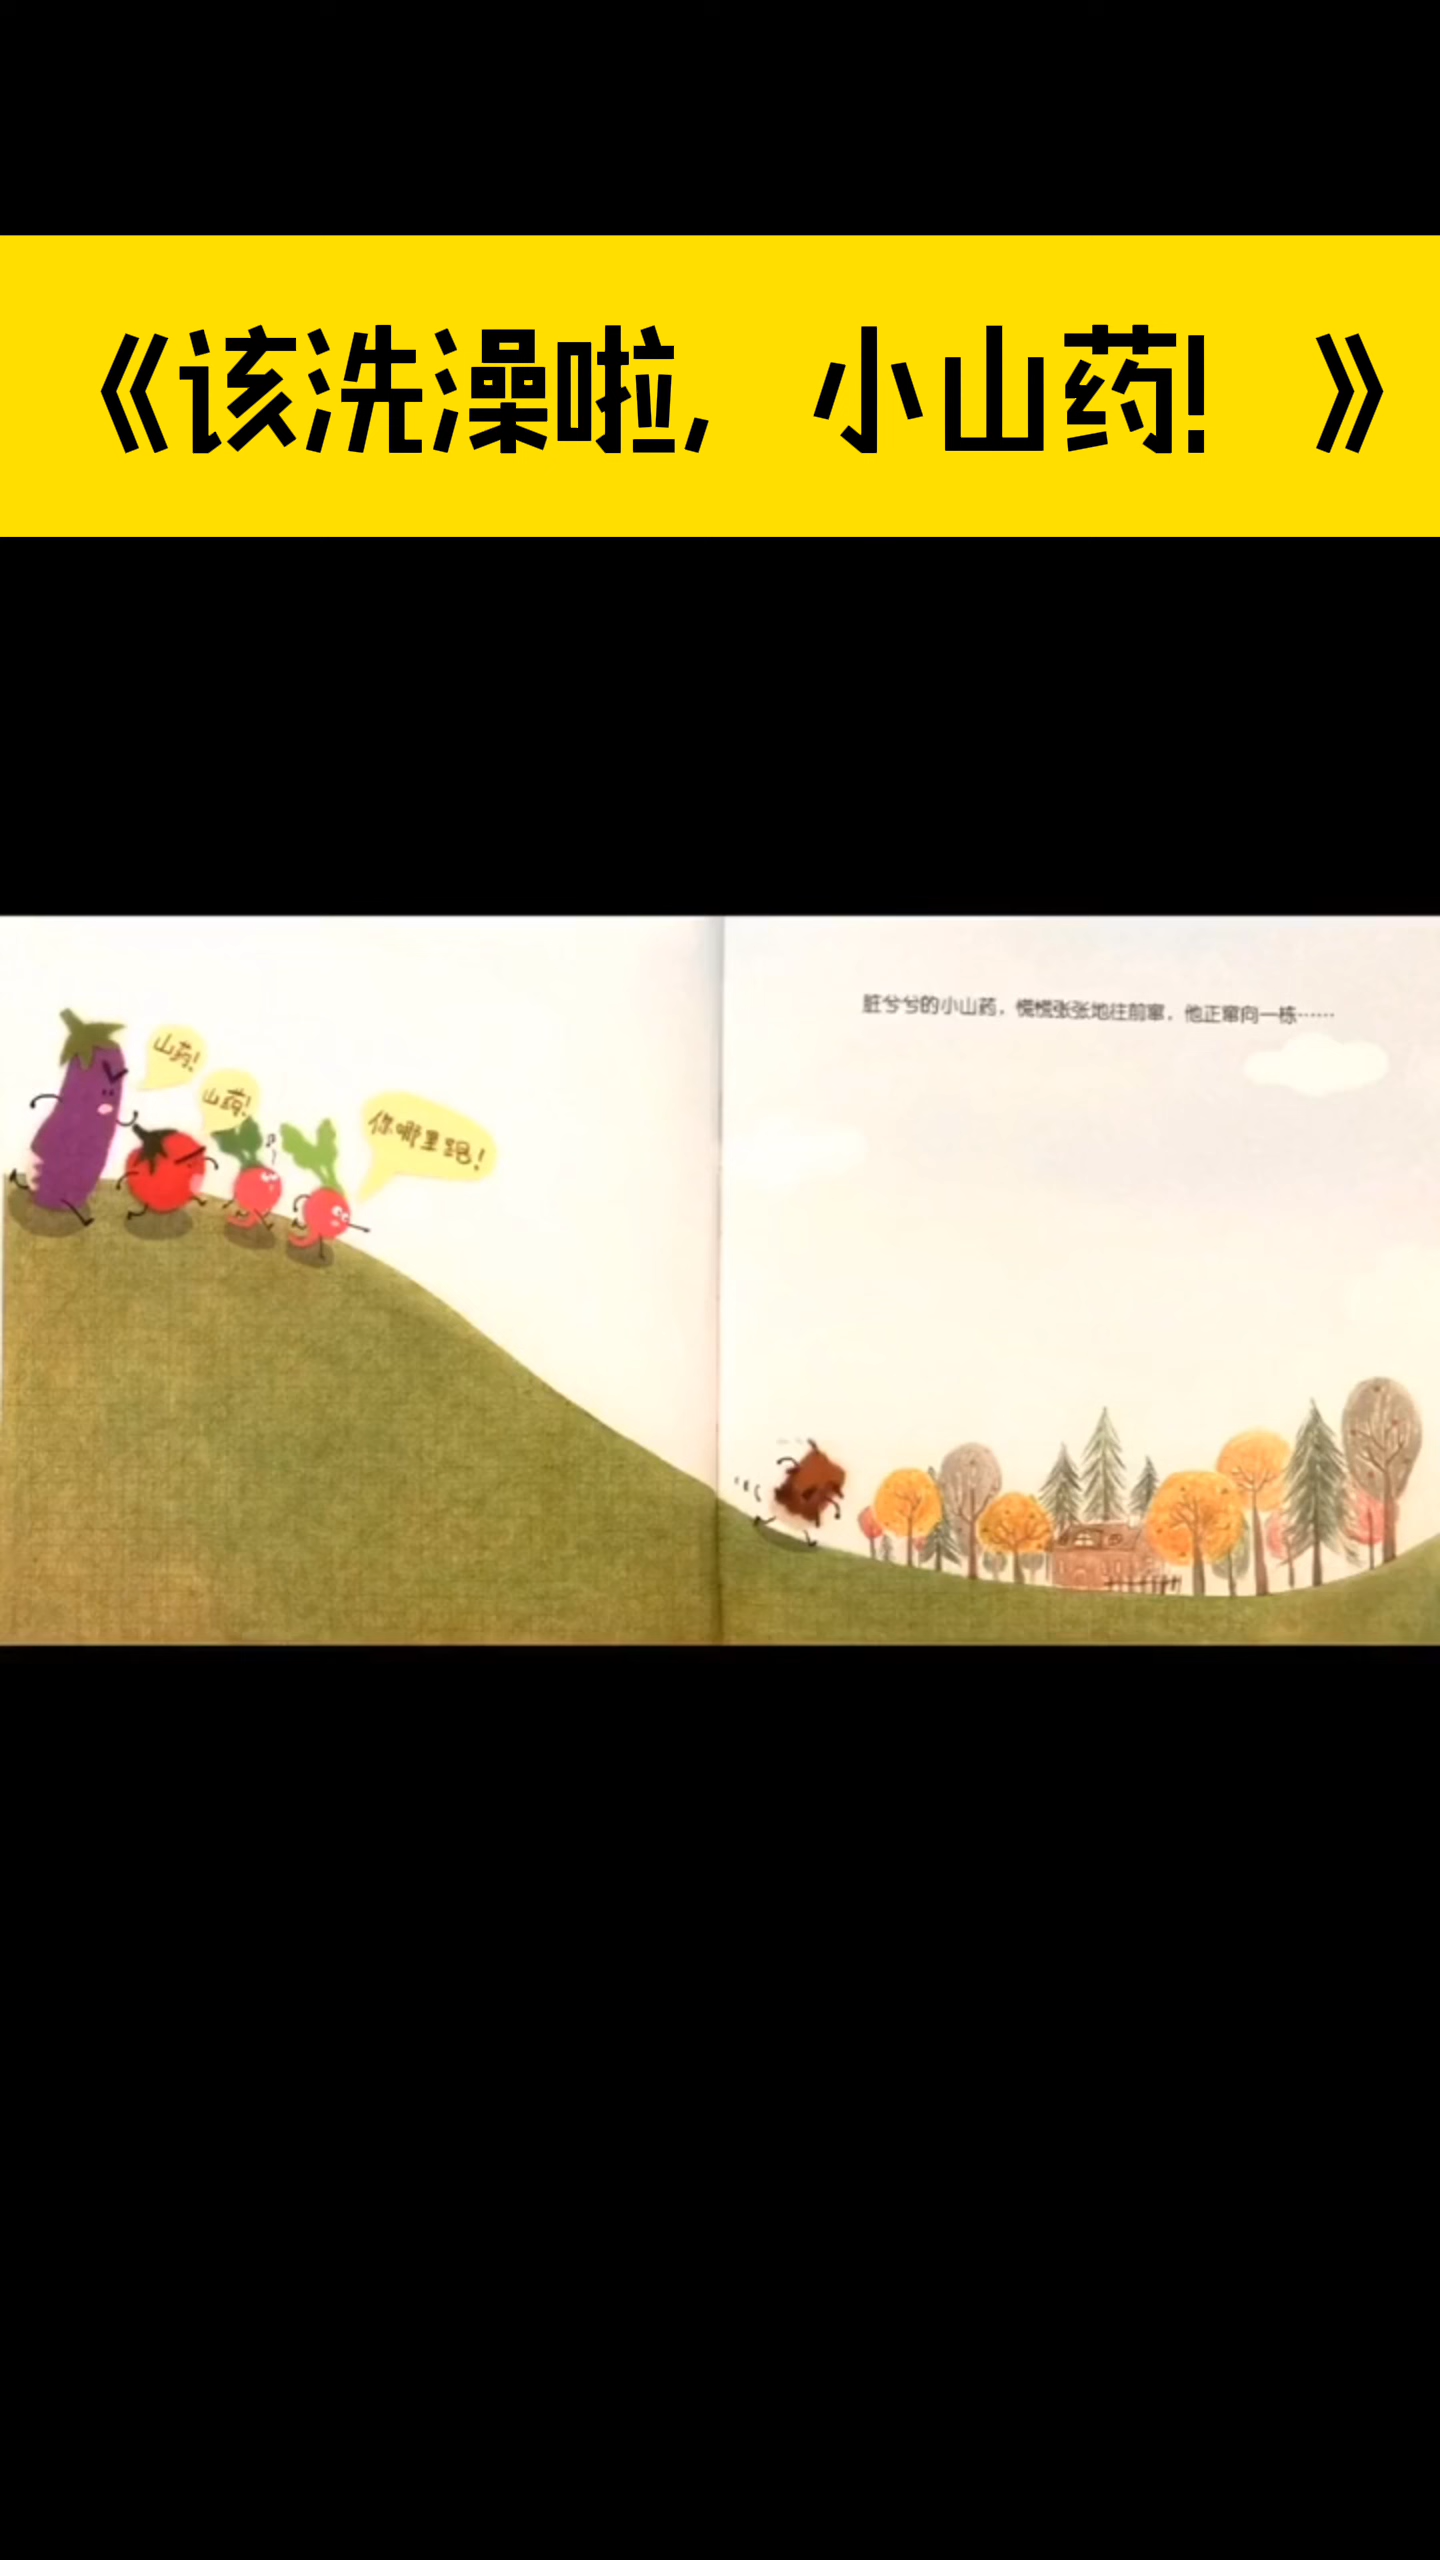 《该洗澡啦，小山药！》
山药！
山药！
你哪里跑！
脏兮兮的小山药，慌慌张张地往前窜，他正窜向一栋……